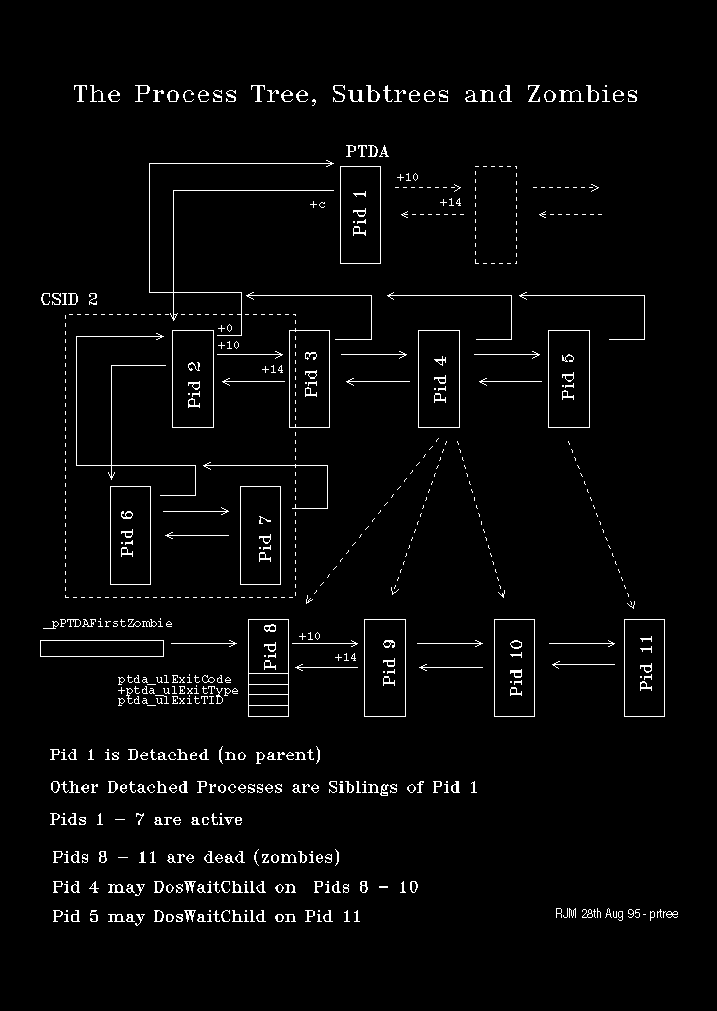 The Process Tree, Subtrees and Zombies
PTDA
Pid 1
+10
+14
+c
CSID 2
+0
+10
+14
Pid 2
Pid 3
Pid 4
Pid 5
Pid 6
Pid 7
_pPTDAFirstZombie
Pid 8
+10
+14
Pid 9
Pid 10
Pid 11
ptda_ulExitCode
+ptda_ulExitType
ptda_ulExitTID
Pid 1 is Detached (no parent)
Other Detached Processes are Siblings of Pid 1
Pids 1 - 7 are active
Pids 8 - 11 are dead (zombies)
Pid 4 may DosWaitChild on  Pids 8 - 10
Pid 5 may DosWaitChild on Pid 11
RJM 28th Aug 95 - prtree